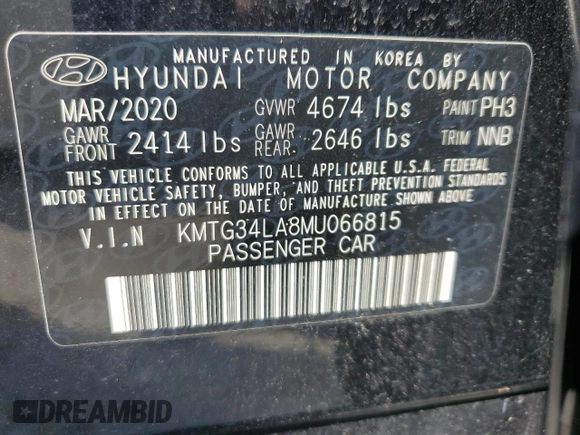 MANUFACTURED IN KOREA BY
HYUNDAI MOTOR COMPANY
MAR/2020 GVWR 4674 lbs PAINT PH3
GAWR FRONT 2414 lbs GAWR REAR: 2646 lbs TRIM NNB
THIS VEHICLE CONFORMS TO ALL APPLICABLE U.S.A. FEDERAL
MOTOR VEHICLE SAFETY, BUMPER, AND THEFT PREVENTION STANDARDS
IN EFFECT ON THE DATE OF MANUFACTURE SHOWN ABOVE.
V.I.N KMTG34LA8MU066815
PASSENGER CAR
DREAMBID